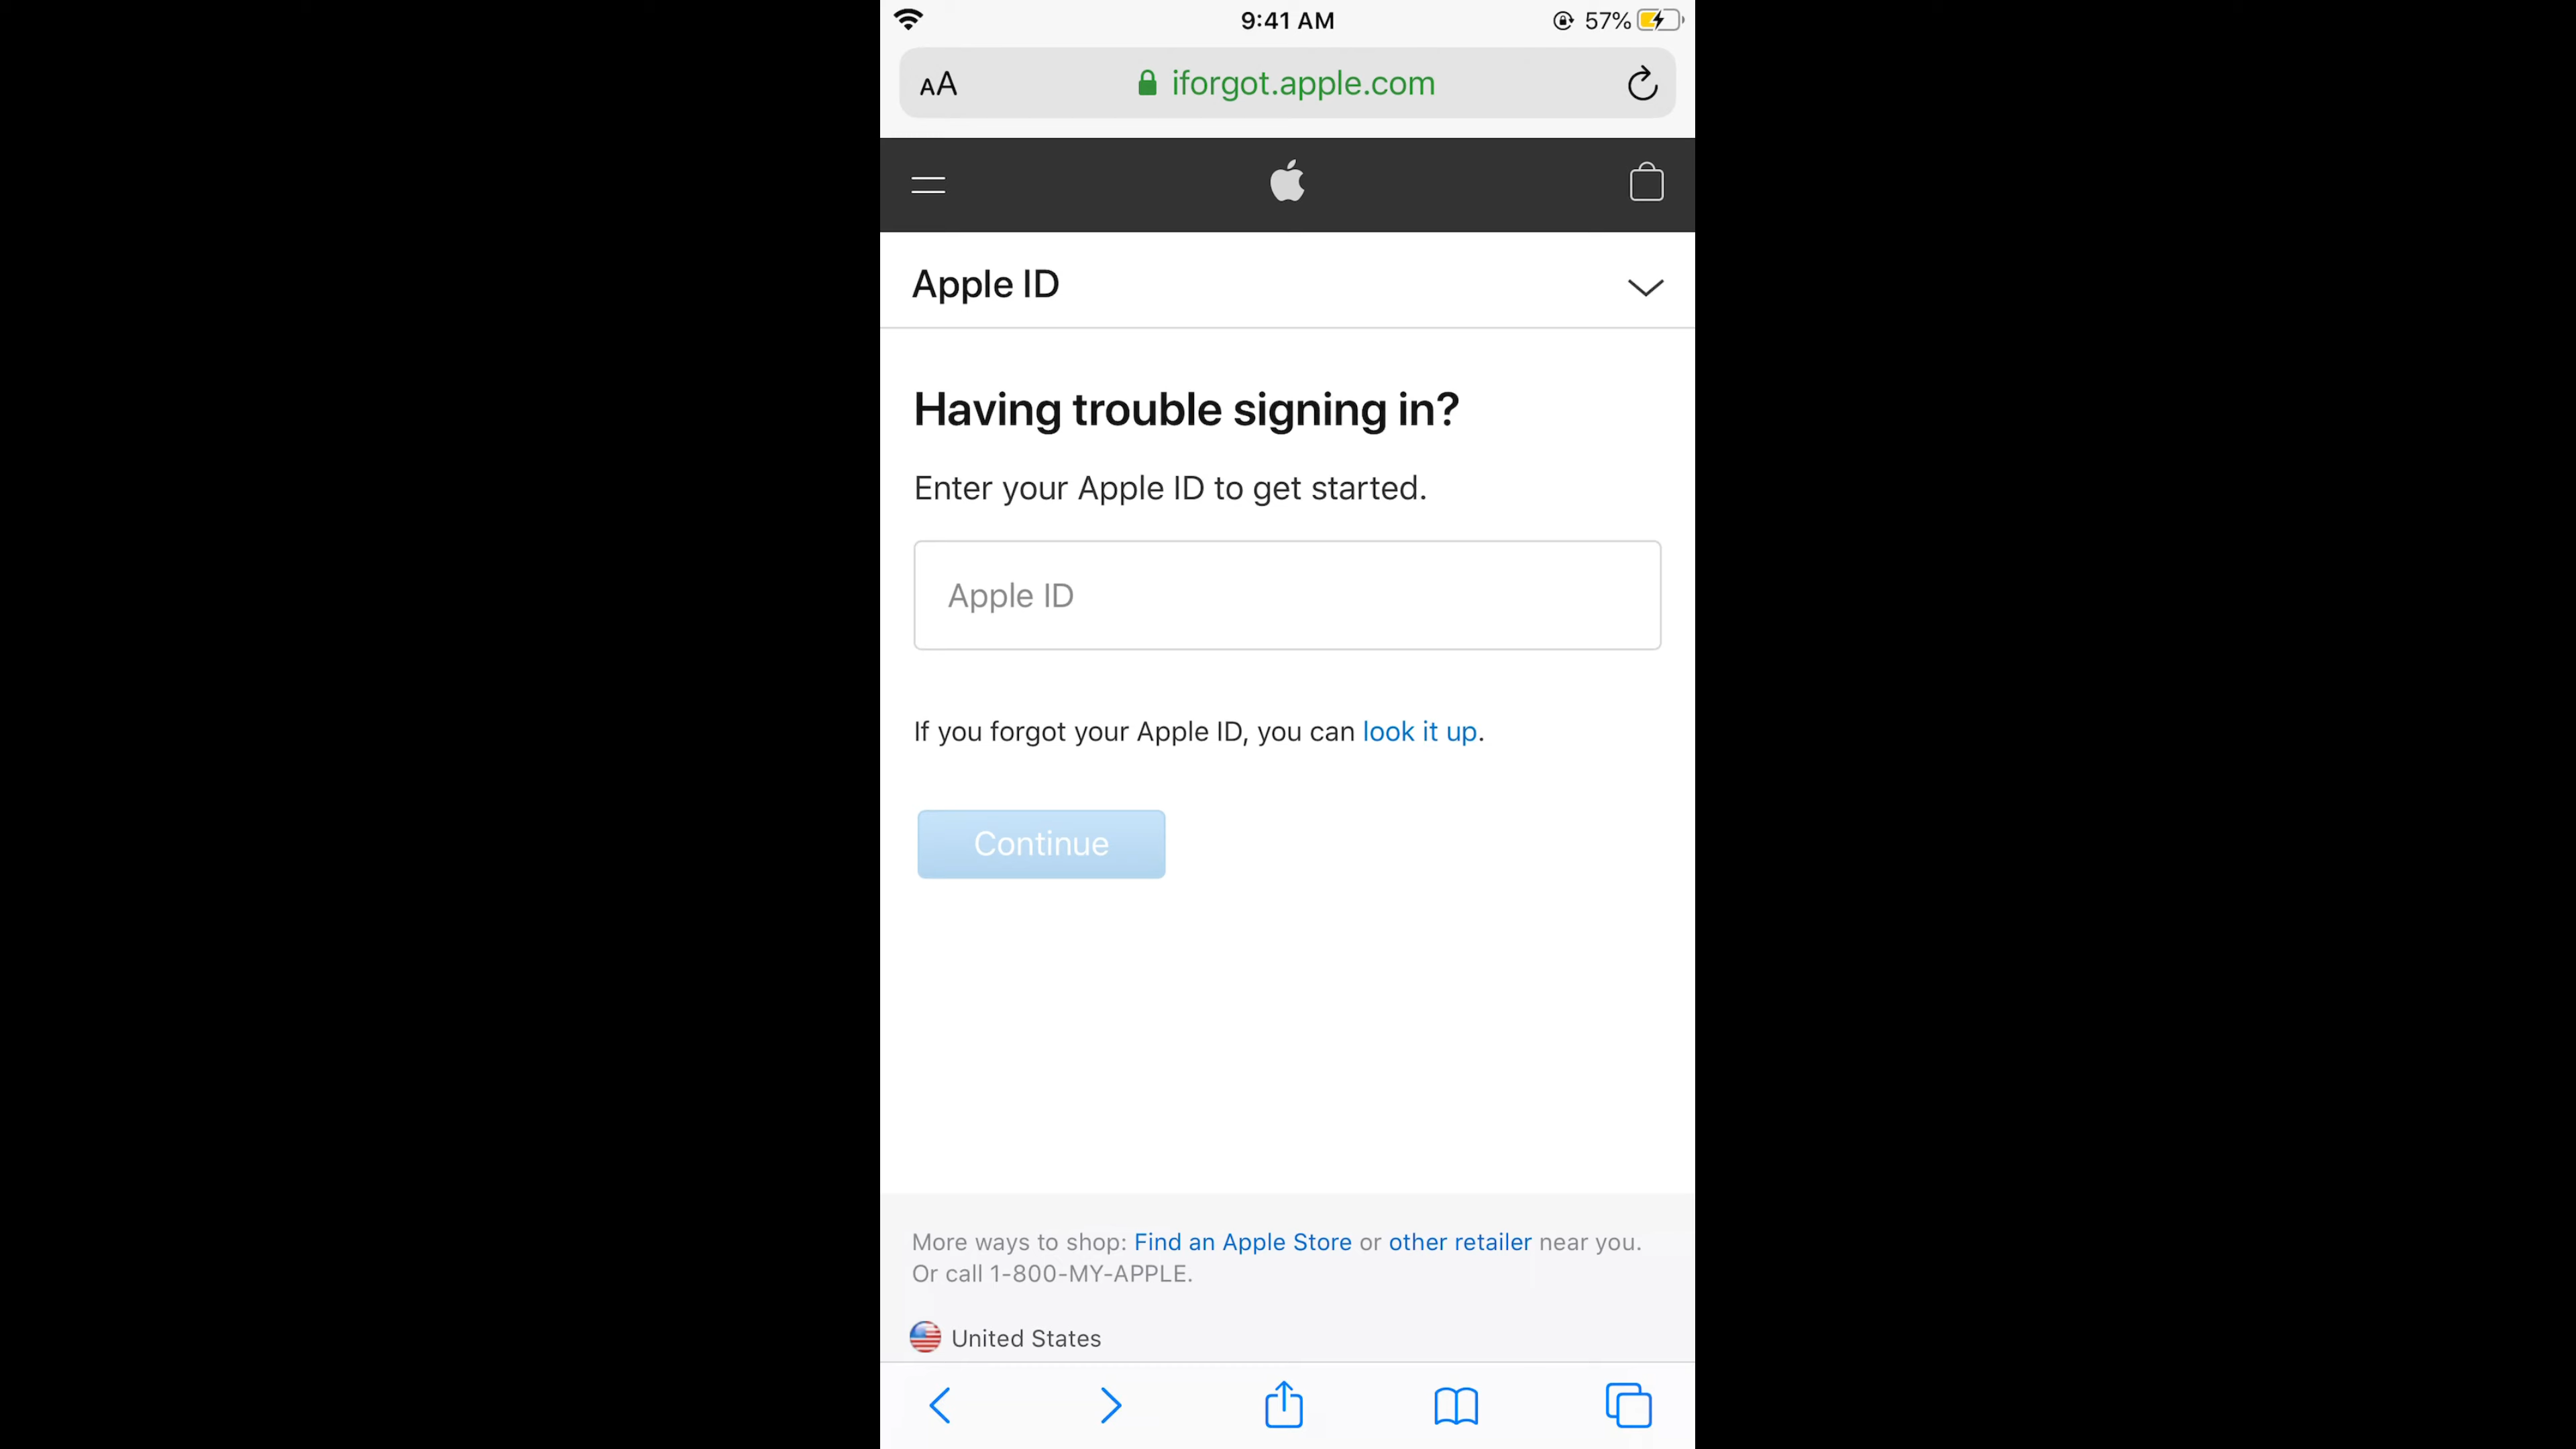 9:41 AM
57%
AA
iforgot.apple.com
Apple ID
Having trouble signing in?
Enter your Apple ID to get started.
Apple ID
If you forgot your Apple ID, you can look it up.
Continue
More ways to shop: Find an Apple Store or other retailer near you.
Or call 1-800-MY-APPLE.
United States